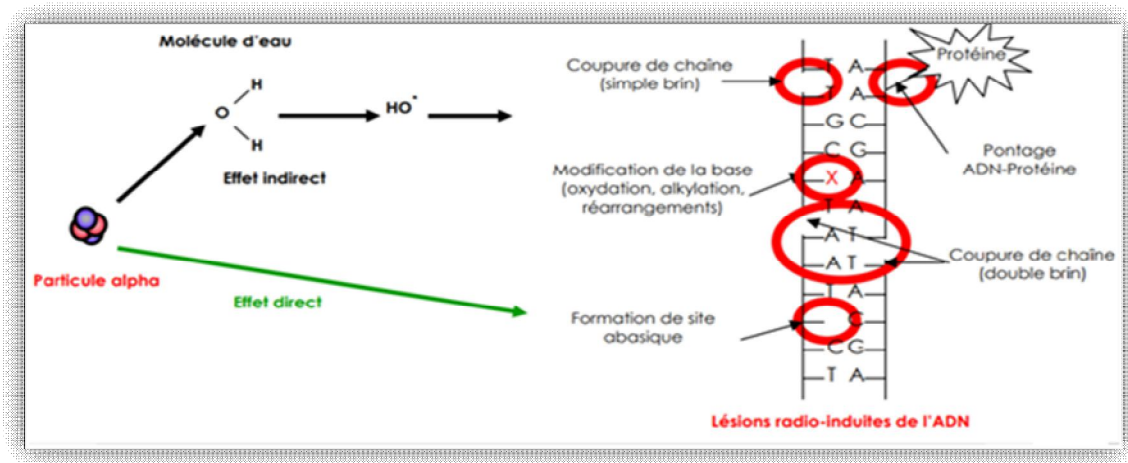 Molécule d'eau
H
O
H
HO•
Effet indirect
Particule alpha
Effet direct
Coupure de chaîne
(simple brin)
Modification de la base
(oxydation, alkylation,
réarrangements)
Formation de site
abasique
T A
T A
G C
C G
X A
T A
A T
A T
T A
C
C G
T A
Protéine
Pontage
ADN-Protéine
Coupure de chaîne
(double brin)
Lésions radio-induites de l'ADN